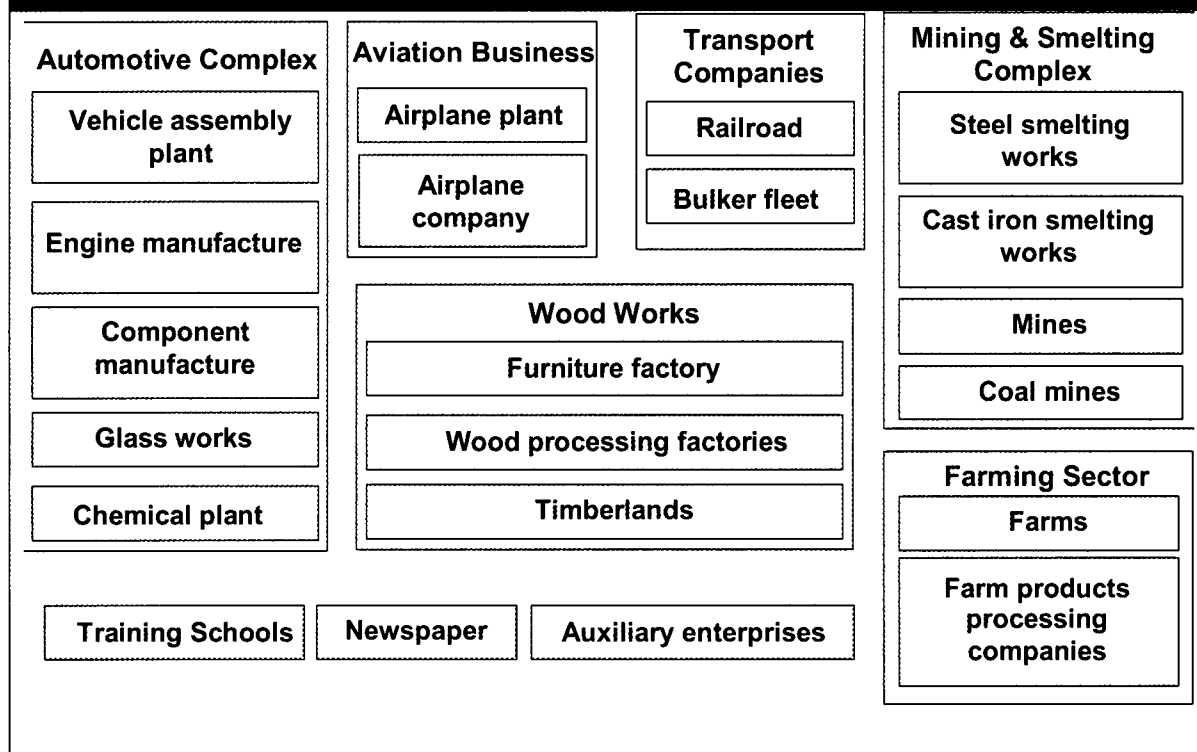 Automotive Complex
Vehicle assembly
plant
Engine manufacture
Component
manufacture
Glass works
Chemical plant
Aviation Business
Airplane plant
Airplane
company
Transport
Companies
Railroad
Bulker fleet
Wood Works
Furniture factory
Wood processing factories
Timberlands
Mining & Smelting
Complex
Steel smelting
works
Cast iron smelting
works
Mines
Coal mines
Farming Sector
Farms
Farm products
processing
companies
Training Schools
Newspaper
Auxiliary enterprises